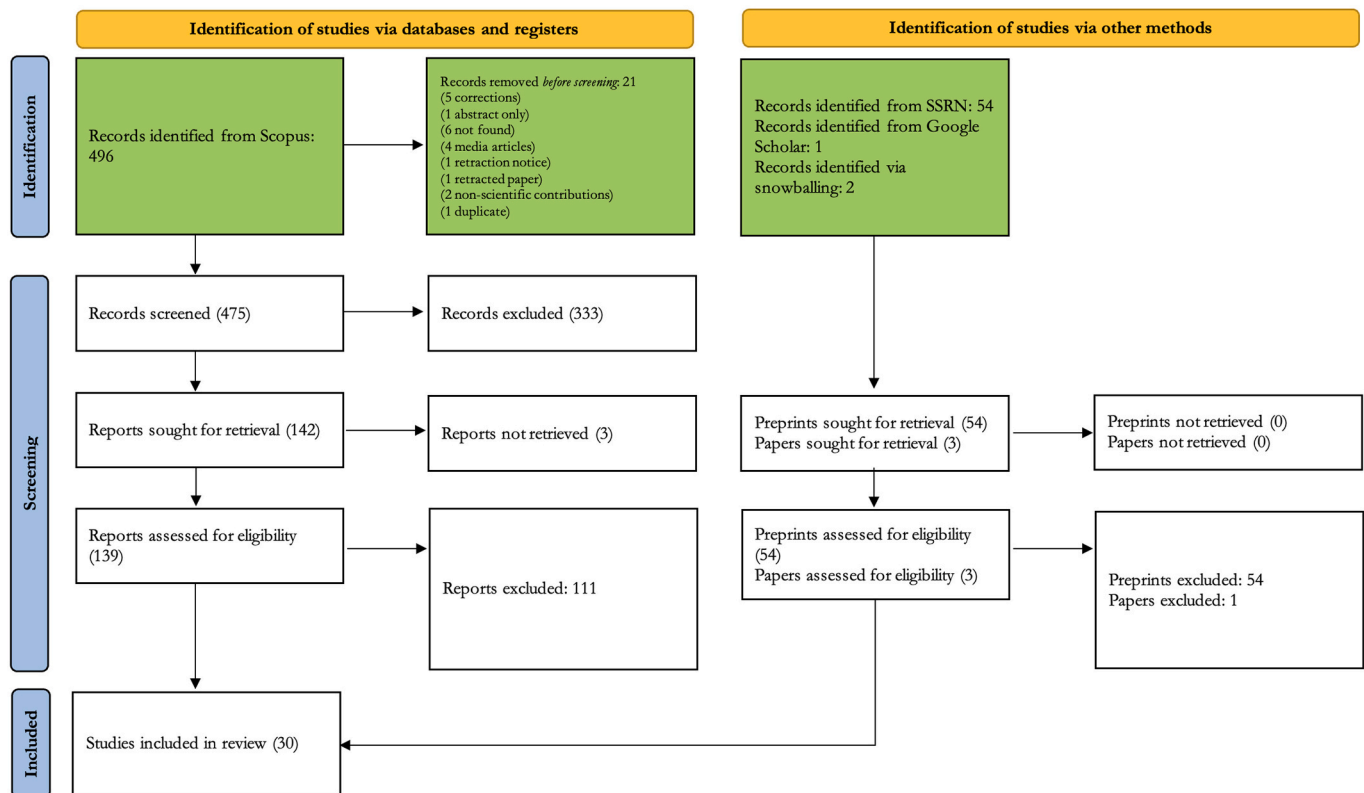 Identification of studies via databases and registers
Identification of studies via other methods
Identification
Records identified from Scopus:
496
Records removed before screening: 21
(5 corrections)
(1 abstract only)
(6 not found)
(4 media articles)
(1 retraction notice)
(1 retracted paper)
(2 non-scientific contributions)
(1 duplicate)
Records identified from SSRN: 54
Records identified from Google
Scholar: 1
Records identified via
snowballing: 2
Screening
Records screened (475)
Records excluded (333)
Reports sought for retrieval (142)
Reports not retrieved (3)
Preprints sought for retrieval (54)
Papers sought for retrieval (3)
Preprints not retrieved (0)
Papers not retrieved (0)
Reports assessed for eligibility
(139)
Reports excluded: 111
Preprints assessed for eligibility
(54)
Papers assessed for eligibility (3)
Preprints excluded: 54
Papers excluded: 1
Included
Studies included in review (30)